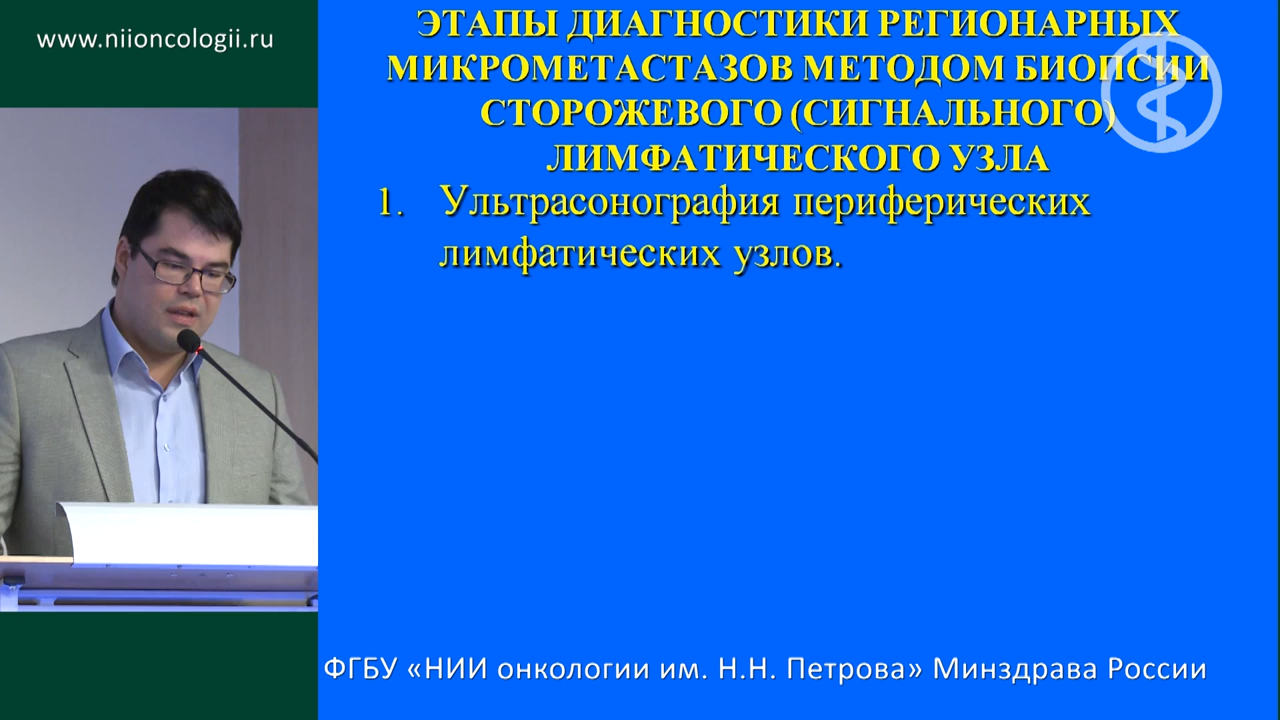 www.niioncologii.ru
ЭТАПЫ ДИАГНОСТИКИ РЕГИОНАРНЫХ
МИКРОМЕТАСТАЗОВ МЕТОДОМ БИОПСИИ
СТОРОЖЕВОГО (СИГНАЛЬНОГО)
ЛИМФАТИЧЕСКОГО УЗЛА
1. Ультрасонография периферических
лимфатических узлов.
ФГБУ «НИИ онкологии им. Н.Н. Петрова» Минздрава России